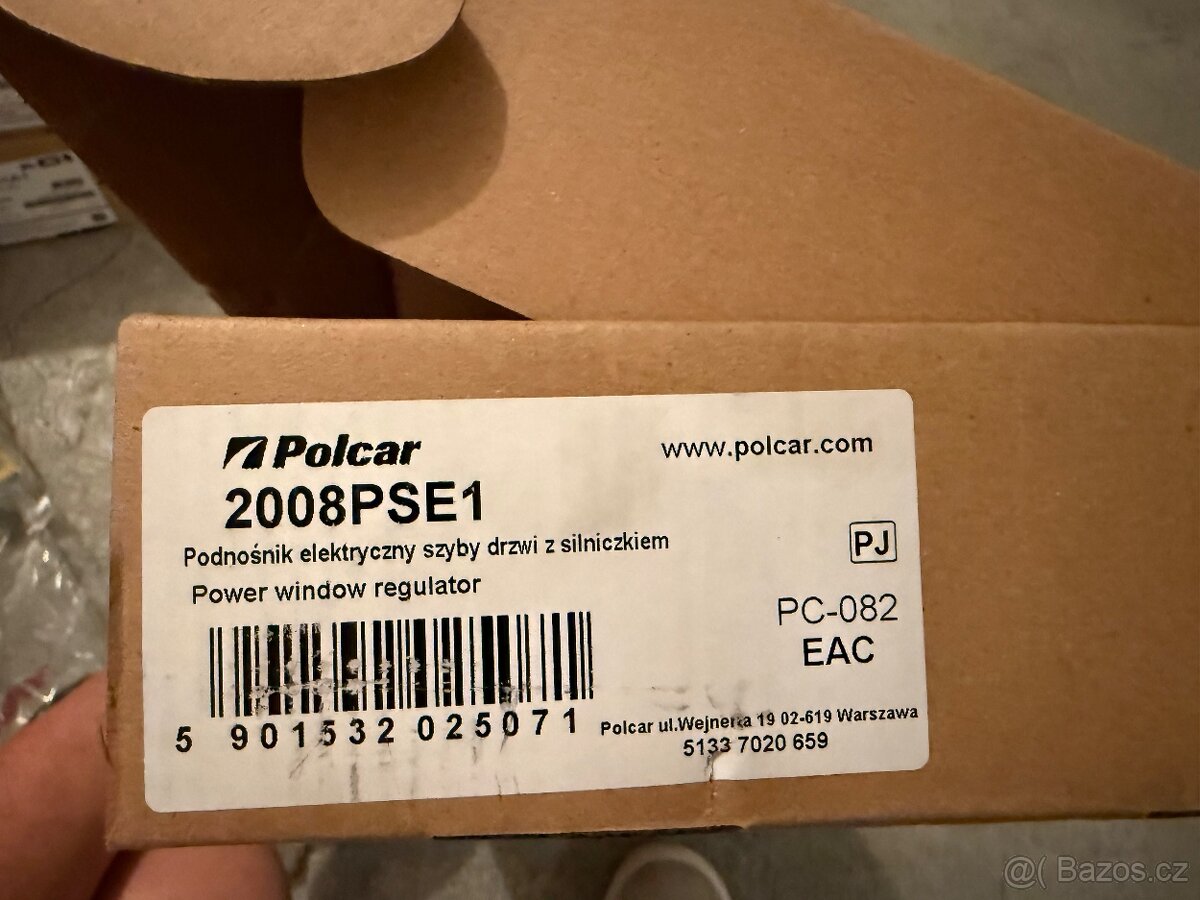 Polcar
www.polcar.com
2008PSE1
Podnośnik elektryczny szyby drzwi z silniczkiem
PJ
Power window regulator
PC-082
EAC
5 901532 025071
Polcar ul.Wejnerta 19 02-619 Warszawa
5133 7020 659
@( Bazos.cz